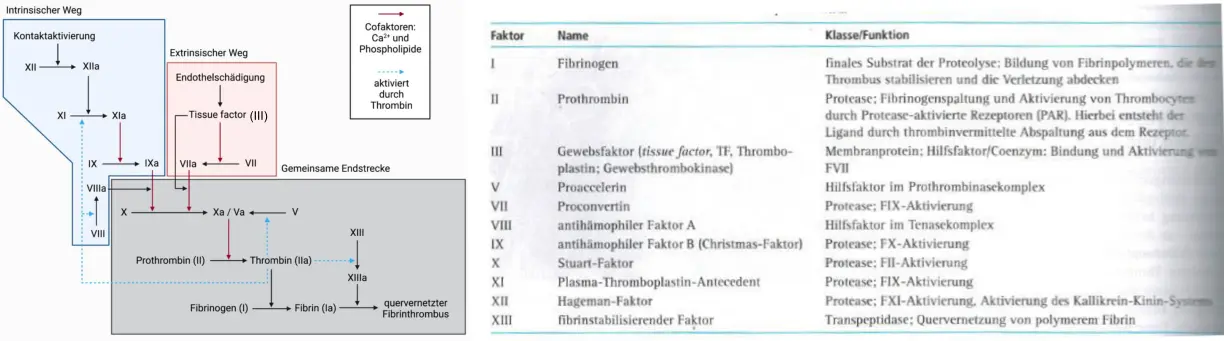 Intrinsischer Weg
Kontaktaktivierung
XII XIIa
XI XIa
IX IXa
VIIIa
VIII
Extrinsischer Weg
Endothelschädigung
Tissue factor (III)
VIIa VII
Cofaktoren:
Ca²⁺ und
Phospholipide
aktiviert
durch
Thrombin
Gemeinsame Endstrecke
X Xa / Va V
XIII
Prothrombin (II) Thrombin (IIa)
XIIIa
Fibrinogen (I) Fibrin (Ia) quervernetzter
Fibrinthrombus
Faktor Name Klasse/Funktion
I Fibrinogen finales Substrat der Proteolyse; Bildung von Fibrinpolymeren, die den
Thrombus stabilisieren und die Verletzung abdecken
II Prothrombin Protease; Fibrinogenspaltung und Aktivierung von Thrombocyten
durch Protease-aktivierte Rezeptoren (PAR). Hierbei entsteht der
Ligand durch thrombinvermittelte Abspaltung aus dem Rezeptor.
III Gewebsfaktor (tissue factor, TF, Thrombo- Membranprotein; Hilfsfaktor/Coenzym: Bindung und Aktivierung von
plastin; Gewebsthrombokinase) FVII
V Proaccelerin Hilfsfaktor im Prothrombinasekomplex
VII Proconvertin Protease; FIX-Aktivierung
VIII antihämophiler Faktor A Hilfsfaktor im Tenasekomplex
IX antihämophiler Faktor B (Christmas-Faktor) Protease; FX-Aktivierung
X Stuart-Faktor Protease; FII-Aktivierung
XI Plasma-Thromboplastin-Antecedent Protease; FIX-Aktivierung
XII Hageman-Faktor Protease; FXI-Aktivierung, Aktivierung des Kallikrein-Kinin-Systems
XIII fibrinstabilisierender Faktor Transpeptidase; Quervernetzung von polymerem Fibrin